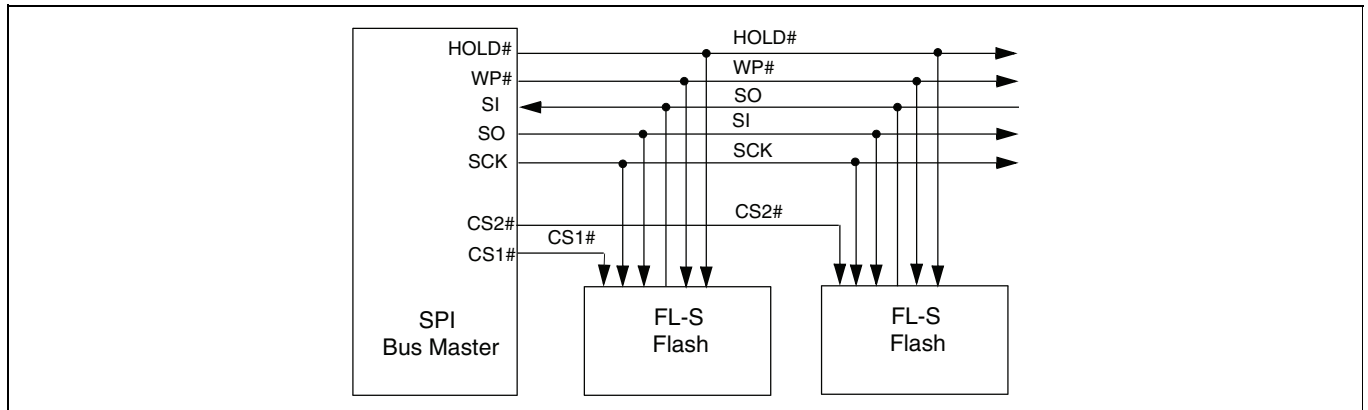 HOLD#
HOLD#
WP#
WP#
SI
SO
SO
SI
SCK
SCK
CS2#
CS2#
CS1#
CS1#
SPI
Bus Master
FL-S
Flash
FL-S
Flash